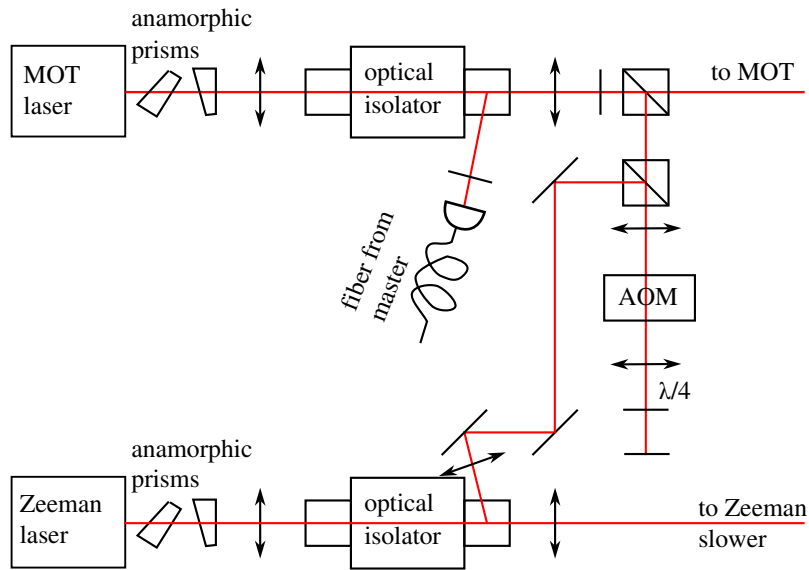 anamorphic
prisms
MOT
laser
optical
isolator
to MOT
fiber from
master
AOM
λ/4
anamorphic
prisms
Zeeman
laser
optical
isolator
to Zeeman
slower